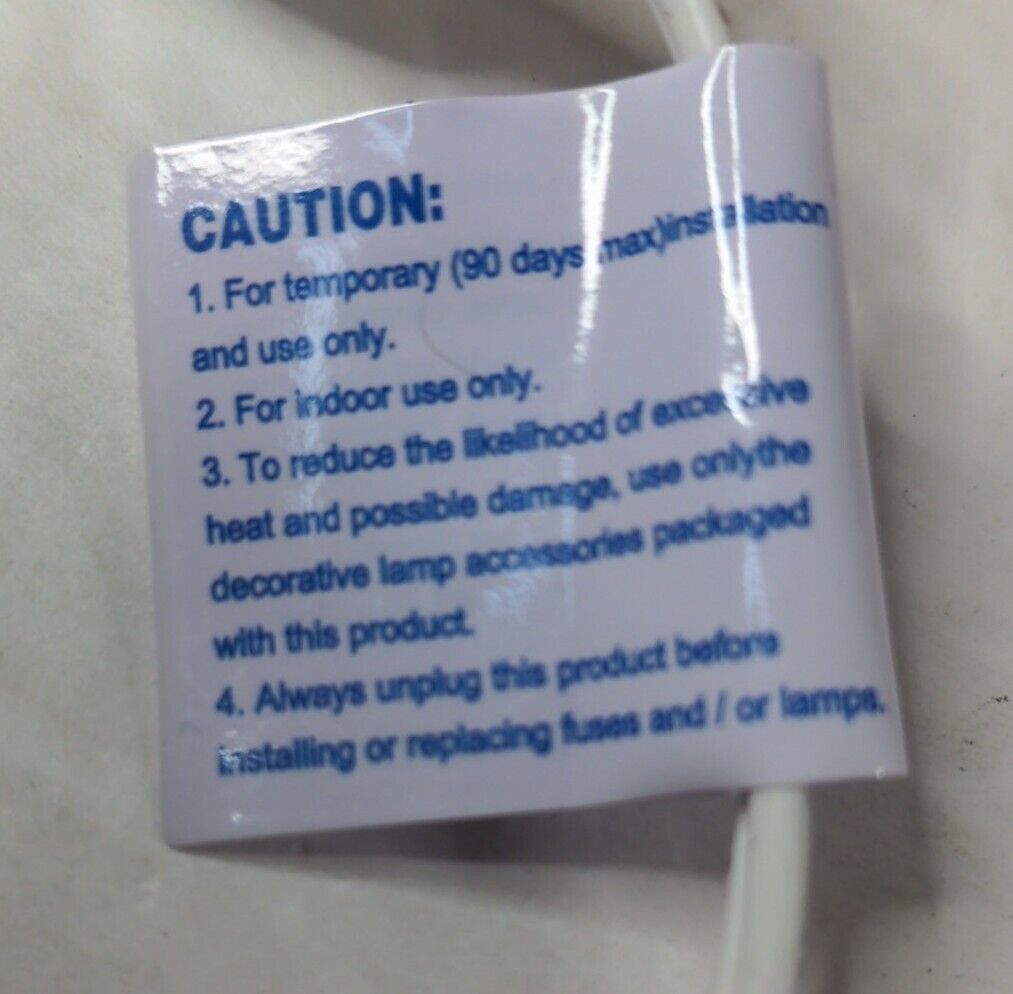 CAUTION:
1. For temporary (90 days max)installation
and use only.
2. For indoor use only.
3. To reduce the likelihood of excessive
heat and possible damage, use onlythe
decorative lamp accessories packaged
with this product.
4. Always unplug this product before
installing or replacing fuses and / or lamps.